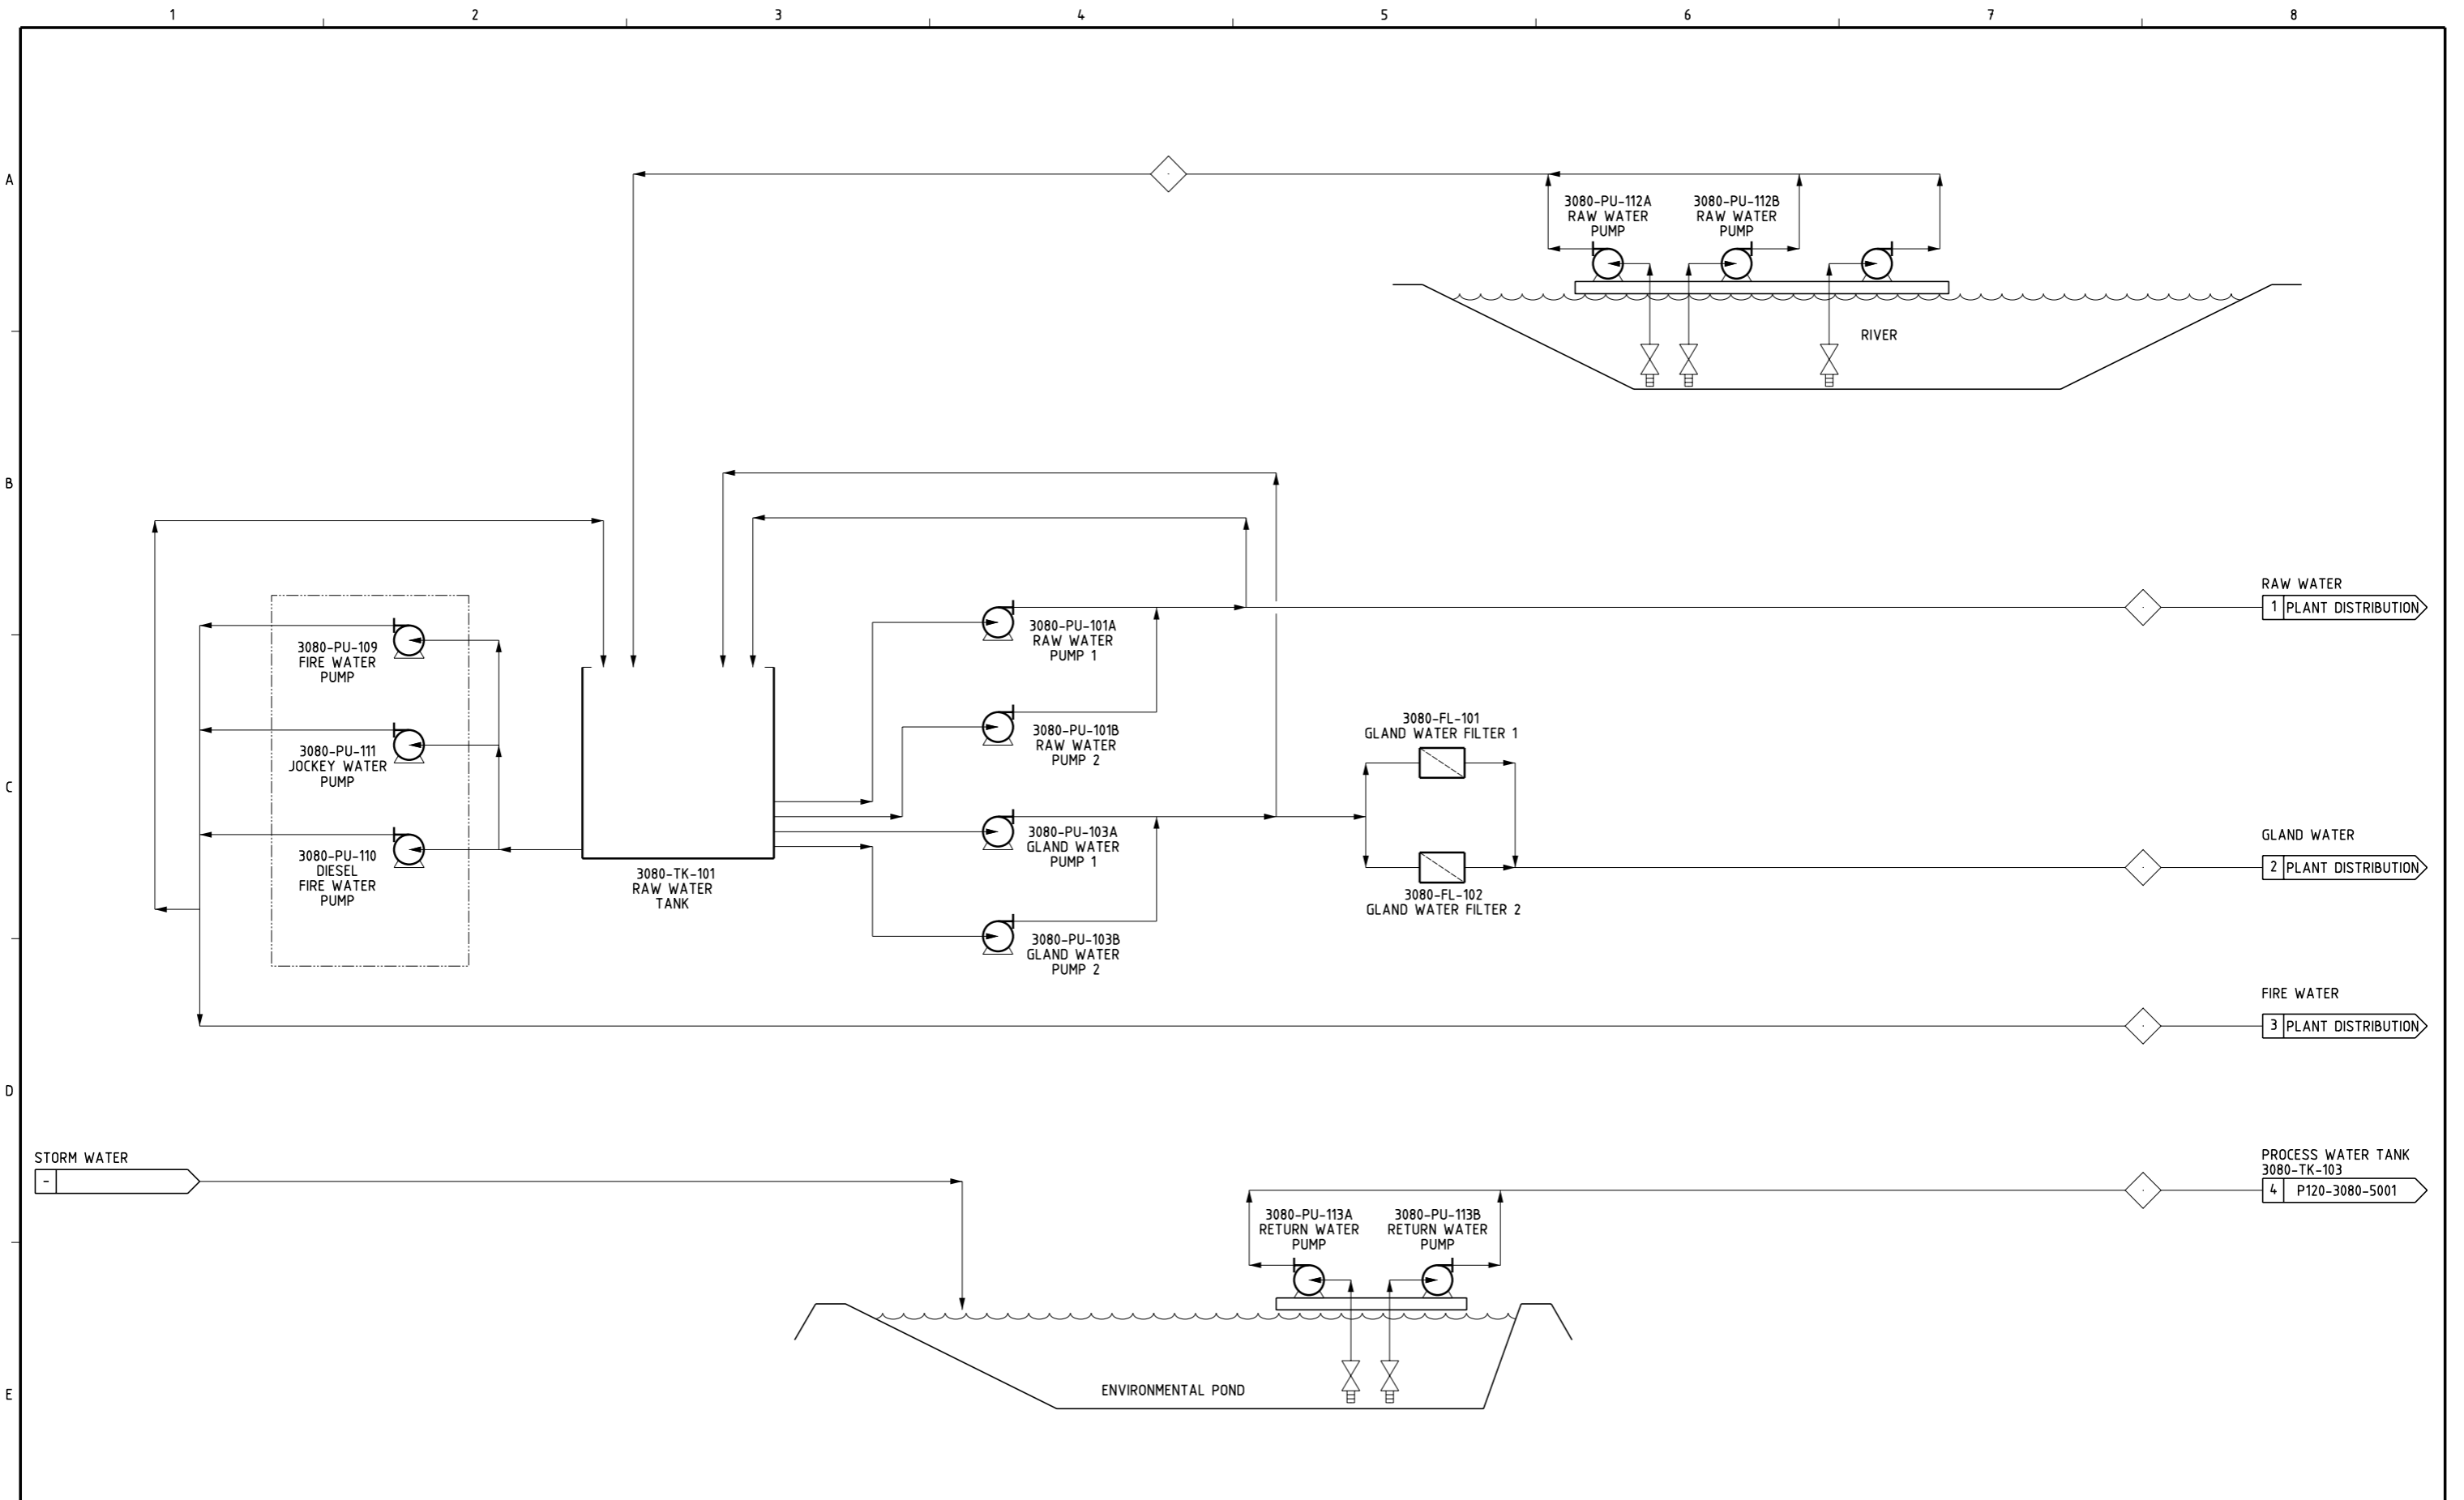 1 2 3 4 5 6 7 8
A
3080-PU-112A
RAW WATER
PUMP
3080-PU-112B
RAW WATER
PUMP
RIVER
B
RAW WATER
1 PLANT DISTRIBUTION
3080-PU-101A
RAW WATER
PUMP 1
3080-PU-109
FIRE WATER
PUMP
3080-PU-101B
RAW WATER
PUMP 2
3080-FL-101
GLAND WATER FILTER 1
3080-PU-111
JOCKEY WATER
PUMP
C
3080-PU-103A
GLAND WATER
PUMP 1
GLAND WATER
2 PLANT DISTRIBUTION
3080-PU-110
DIESEL
FIRE WATER
PUMP
3080-TK-101
RAW WATER
TANK
3080-FL-102
GLAND WATER FILTER 2
3080-PU-103B
GLAND WATER
PUMP 2
FIRE WATER
3 PLANT DISTRIBUTION
D
STORM WATER
-
PROCESS WATER TANK
3080-TK-103
4 P120-3080-5001
3080-PU-113A
RETURN WATER
PUMP
3080-PU-113B
RETURN WATER
PUMP
ENVIRONMENTAL POND
E